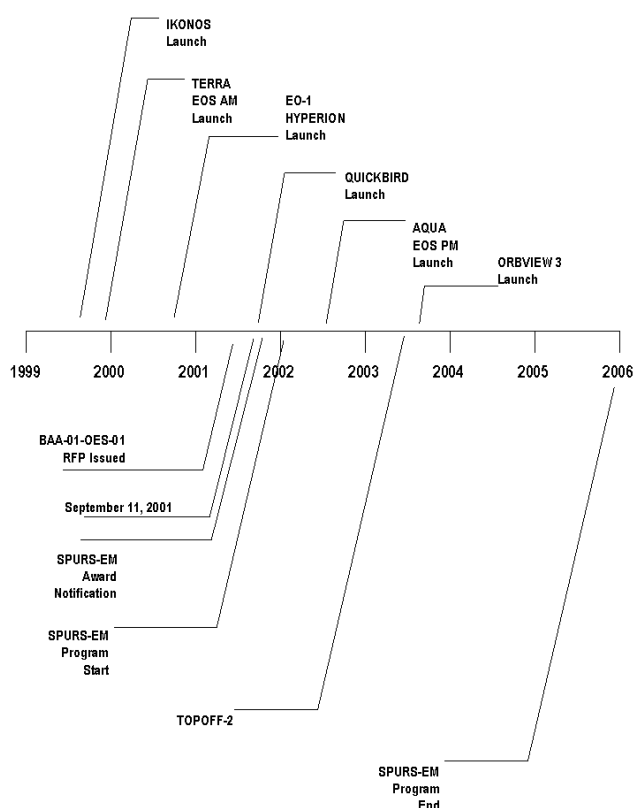 IKONOS
Launch
TERRA
EOS AM
Launch
EO-1
HYPERION
Launch
QUICKBIRD
Launch
AQUA
EOS PM
Launch
ORBVIEW 3
Launch
1999 2000 2001 2002 2003 2004 2005 2006
BAA-01-OES-01
RFP Issued
September 11, 2001
SPURS-EM
Award
Notification
SPURS-EM
Program
Start
TOPOFF-2
SPURS-EM
Program
End